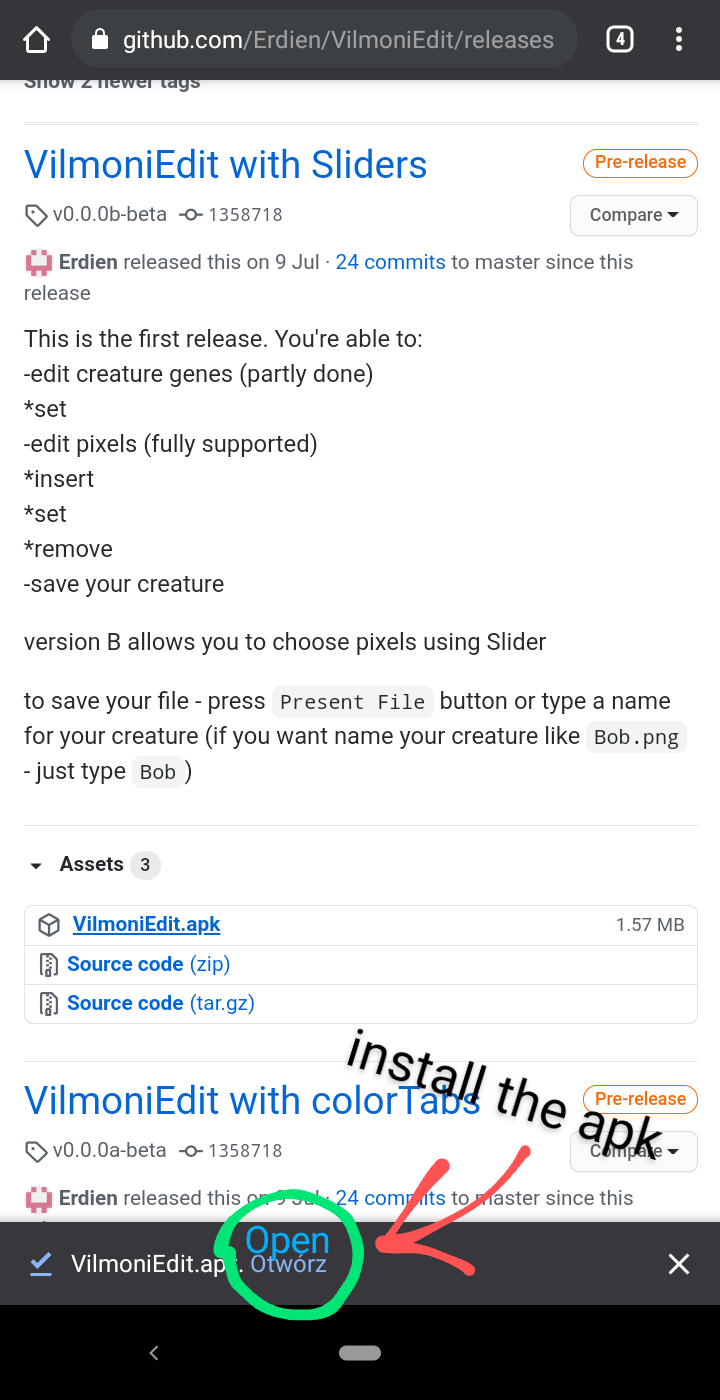 github.com/Erdien/VilmoniEdit/releases
4
Show 2 newer tags
VilmoniEdit with Sliders
Pre-release
v0.0.0b-beta
1358718
Compare
Erdien released this on 9 Jul · 24 commits to master since this
release
This is the first release. You're able to:
-edit creature genes (partly done)
*set
-edit pixels (fully supported)
*insert
*set
*remove
-save your creature
version B allows you to choose pixels using Slider
to save your file - press Present File button or type a name
for your creature (if you want name your creature like Bob.png
- just type Bob )
Assets 3
VilmoniEdit.apk
1.57 MB
Source code (zip)
Source code (tar.gz)
install the apk
VilmoniEdit with colorTabs
Pre-release
v0.0.0a-beta
1358718
Compare
Erdien released this on 9 Jul · 24 commits to master since this
Open
VilmoniEdit.apk.
Otwórz